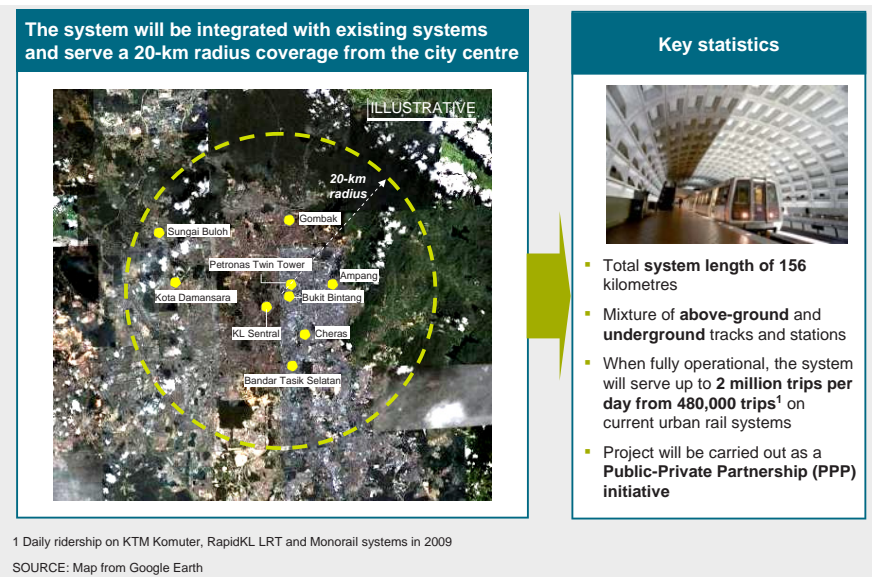 The system will be integrated with existing systems
and serve a 20-km radius coverage from the city centre
ILLUSTRATIVE
20-km
radius
Gombak
Sungai Buloh
Petronas Twin Tower
Ampang
Kota Damansara
Bukit Bintang
KL Sentral
Cheras
Bandar Tasik Selatan
Key statistics
▪ Total system length of 156
kilometres
▪ Mixture of above-ground and
underground tracks and stations
▪ When fully operational, the system
will serve up to 2 million trips per
day from 480,000 trips¹ on
current urban rail systems
▪ Project will be carried out as a
Public-Private Partnership (PPP)
initiative
1 Daily ridership on KTM Komuter, RapidKL LRT and Monorail systems in 2009
SOURCE: Map from Google Earth